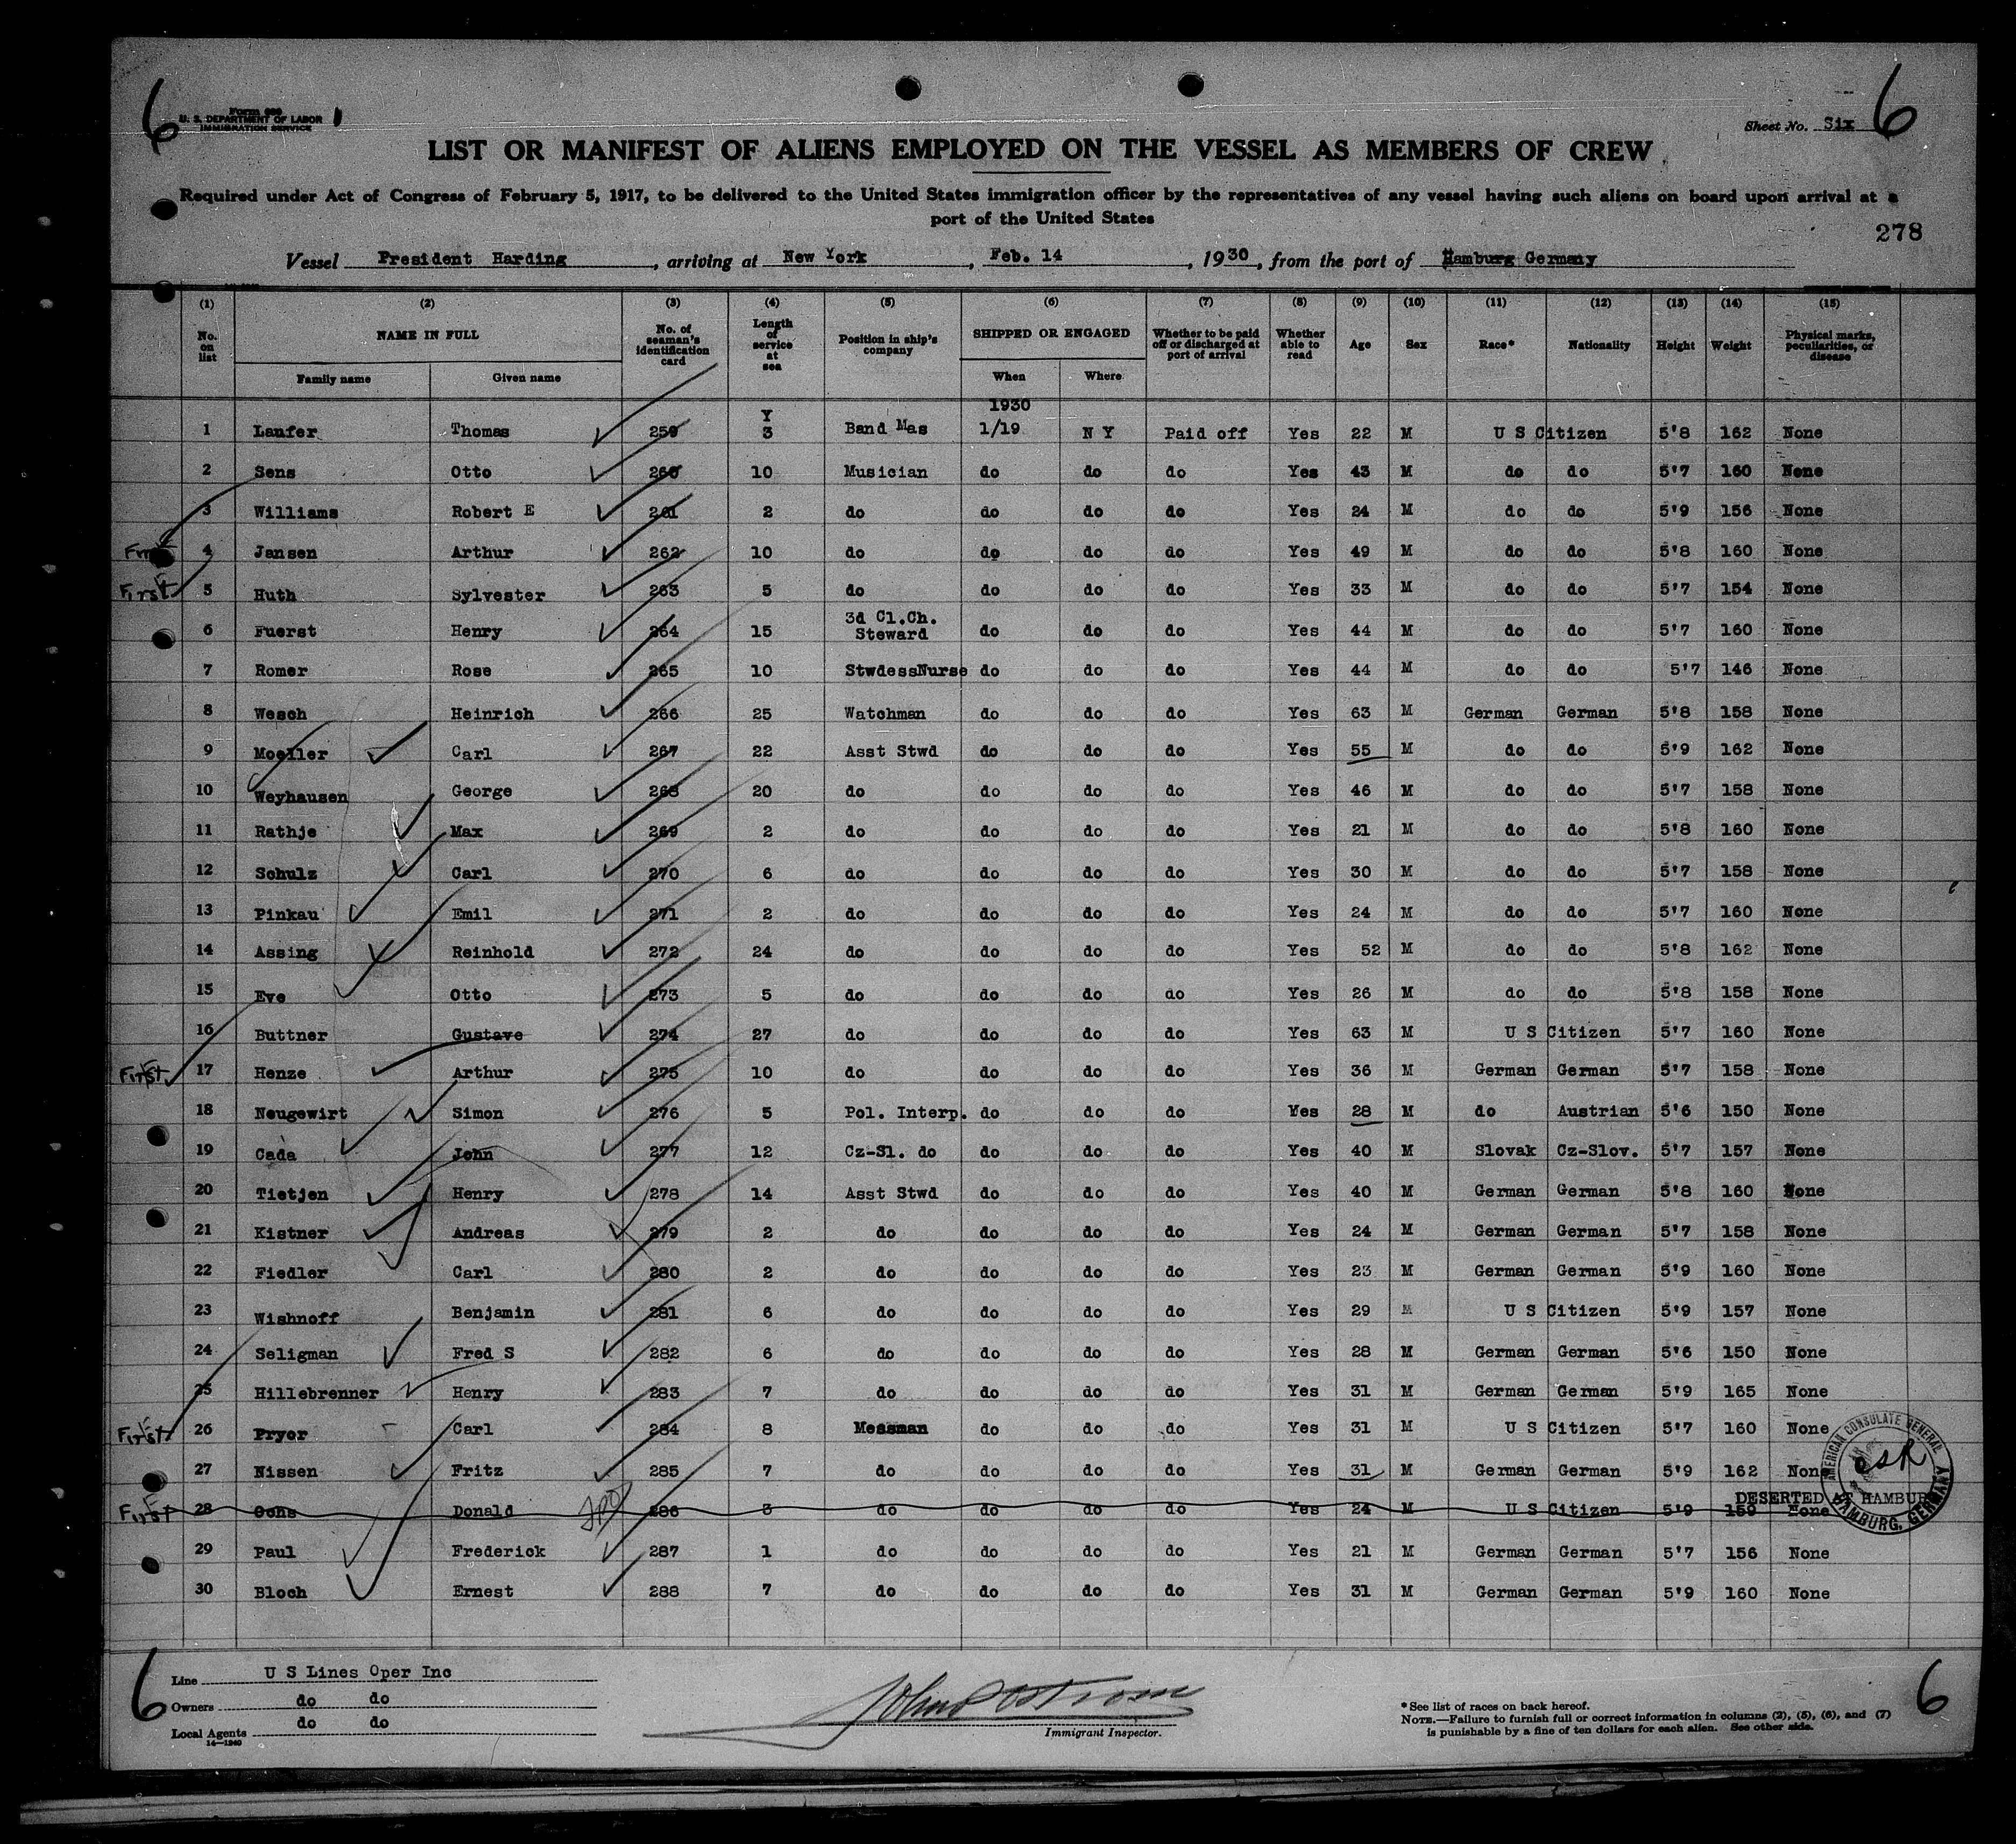 6
Form 680
U. S. DEPARTMENT OF LABOR
IMMIGRATION SERVICE
Sheet No. Six
6
LIST OR MANIFEST OF ALIENS EMPLOYED ON THE VESSEL AS MEMBERS OF CREW
Required under Act of Congress of February 5, 1917, to be delivered to the United States immigration officer by the representatives of any vessel having such aliens on board upon arrival at a
port of the United States
278
Vessel President Harding, arriving at New York, Feb. 14, 1930, from the port of Hamburg Germany
(1) (2) (3) (4) (5) (6) (7) (8) (9) (10) (11) (12) (13) (14) (15)
No. on list NAME IN FULL No. of seaman's identification card Length of service at sea Position in ship's company SHIPPED OR ENGAGED Whether to be paid off or discharged at port of arrival Whether able to read Age Sex Race* Nationality Height Weight Physical marks, peculiarities, or disease
Family name Given name When Where
1930
Y
1 Laufer Thomas 259 3 Band Mas 1/19 N Y Paid off Yes 22 M U S Citizen 5'8 162 None
2 Sens Otto 260 10 Musician do do do Yes 43 M do do 5'7 160 None
3 Williams Robert E 261 2 do do do do Yes 24 M do do 5'9 156 None
First 4 Jansen Arthur 262 10 do do do do Yes 49 M do do 5'8 160 None
First 5 Huth Sylvester 263 5 do do do do Yes 33 M do do 5'7 154 None
6 Fuerst Henry 264 15 3d Cl.Ch. Steward do do do Yes 44 M do do 5'7 160 None
7 Romer Rose 265 10 StwdessNurse do do do Yes 44 M do do 5'7 146 None
8 Wesch Heinrich 266 25 Watchman do do do Yes 63 M German German 5'8 158 None
9 Moeller Carl 267 22 Asst Stwd do do do Yes 55 M do do 5'9 162 None
10 Weyhausen George 268 20 do do do do Yes 46 M do do 5'7 158 None
11 Rathje Max 269 2 do do do do Yes 21 M do do 5'8 160 None
12 Schulz Carl 270 6 do do do do Yes 30 M do do 5'7 158 None
13 Pinkau Emil 271 2 do do do do Yes 24 M do do 5'7 160 None
14 Assing Reinhold 272 24 do do do do Yes 52 M do do 5'8 162 None
15 Eve Otto 273 5 do do do do Yes 26 M do do 5'8 158 None
16 Buttner Gustave 274 27 do do do do Yes 63 M U S Citizen 5'7 160 None
First 17 Henze Arthur 275 10 do do do do Yes 36 M German German 5'7 158 None
18 Neugewirt Simon 276 5 Pol. Interp. do do do Yes 28 M do Austrian 5'6 150 None
19 Cada John 277 12 Cz-Sl. do do do do Yes 40 M Slovak Cz-Slov. 5'7 157 None
20 Tietjen Henry 278 14 Asst Stwd do do do Yes 40 M German German 5'8 160 None
21 Kistner Andreas 279 2 do do do do Yes 24 M German German 5'7 158 None
22 Fiedler Carl 280 2 do do do do Yes 23 M German German 5'9 160 None
23 Wishnoff Benjamin 281 6 do do do do Yes 29 M U S Citizen 5'9 157 None
24 Seligman Fred S 282 6 do do do do Yes 28 M German German 5'6 150 None
25 Hillebrenner Henry 283 7 do do do do Yes 31 M German German 5'9 165 None
First 26 Pryor Carl 284 8 Messman do do do Yes 31 M U S Citizen 5'7 160 None
27 Nissen Fritz 285 7 do do do do Yes 31 M German German 5'9 162 None
DESERTED AT HAMBURG
First 28 Donald 286 3 do do do do Yes 24 M U S Citizen 5'9 159 None
AMERICAN CONSULATE GENERAL
HAMBURG, GERMANY
29 Paul Frederick 287 1 do do do do Yes 21 M German German 5'7 156 None
30 Bloch Ernest 288 7 do do do do Yes 31 M German German 5'9 160 None
6
Line U S Lines Oper Inc
Owners do do
Local Agents do do
14—1240
Immigrant Inspector.
*See list of races on back hereof.
NOTE.—Failure to furnish full or correct information in columns (2), (5), (6), and (7)
is punishable by a fine of ten dollars for each alien. See other side.
6